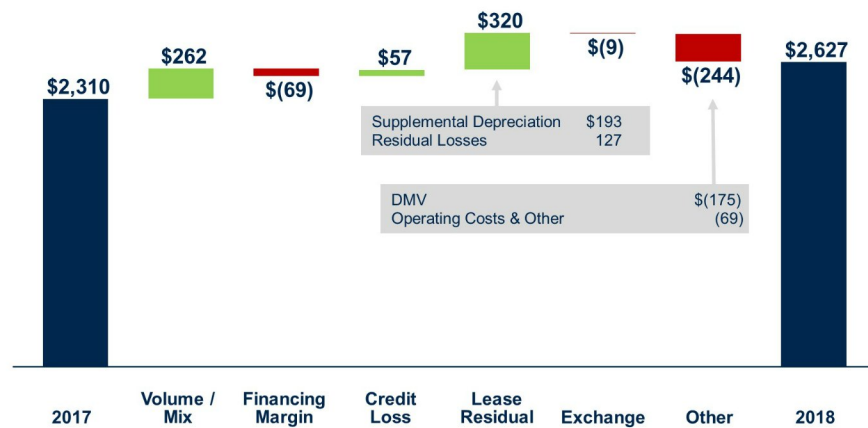 $2,310
$262
$(69)
$57
$320
$(9)
$(244)
$2,627
Supplemental Depreciation $193
Residual Losses 127
DMV $(175)
Operating Costs & Other (69)
2017
Volume /
Mix
Financing
Margin
Credit
Loss
Lease
Residual
Exchange
Other
2018